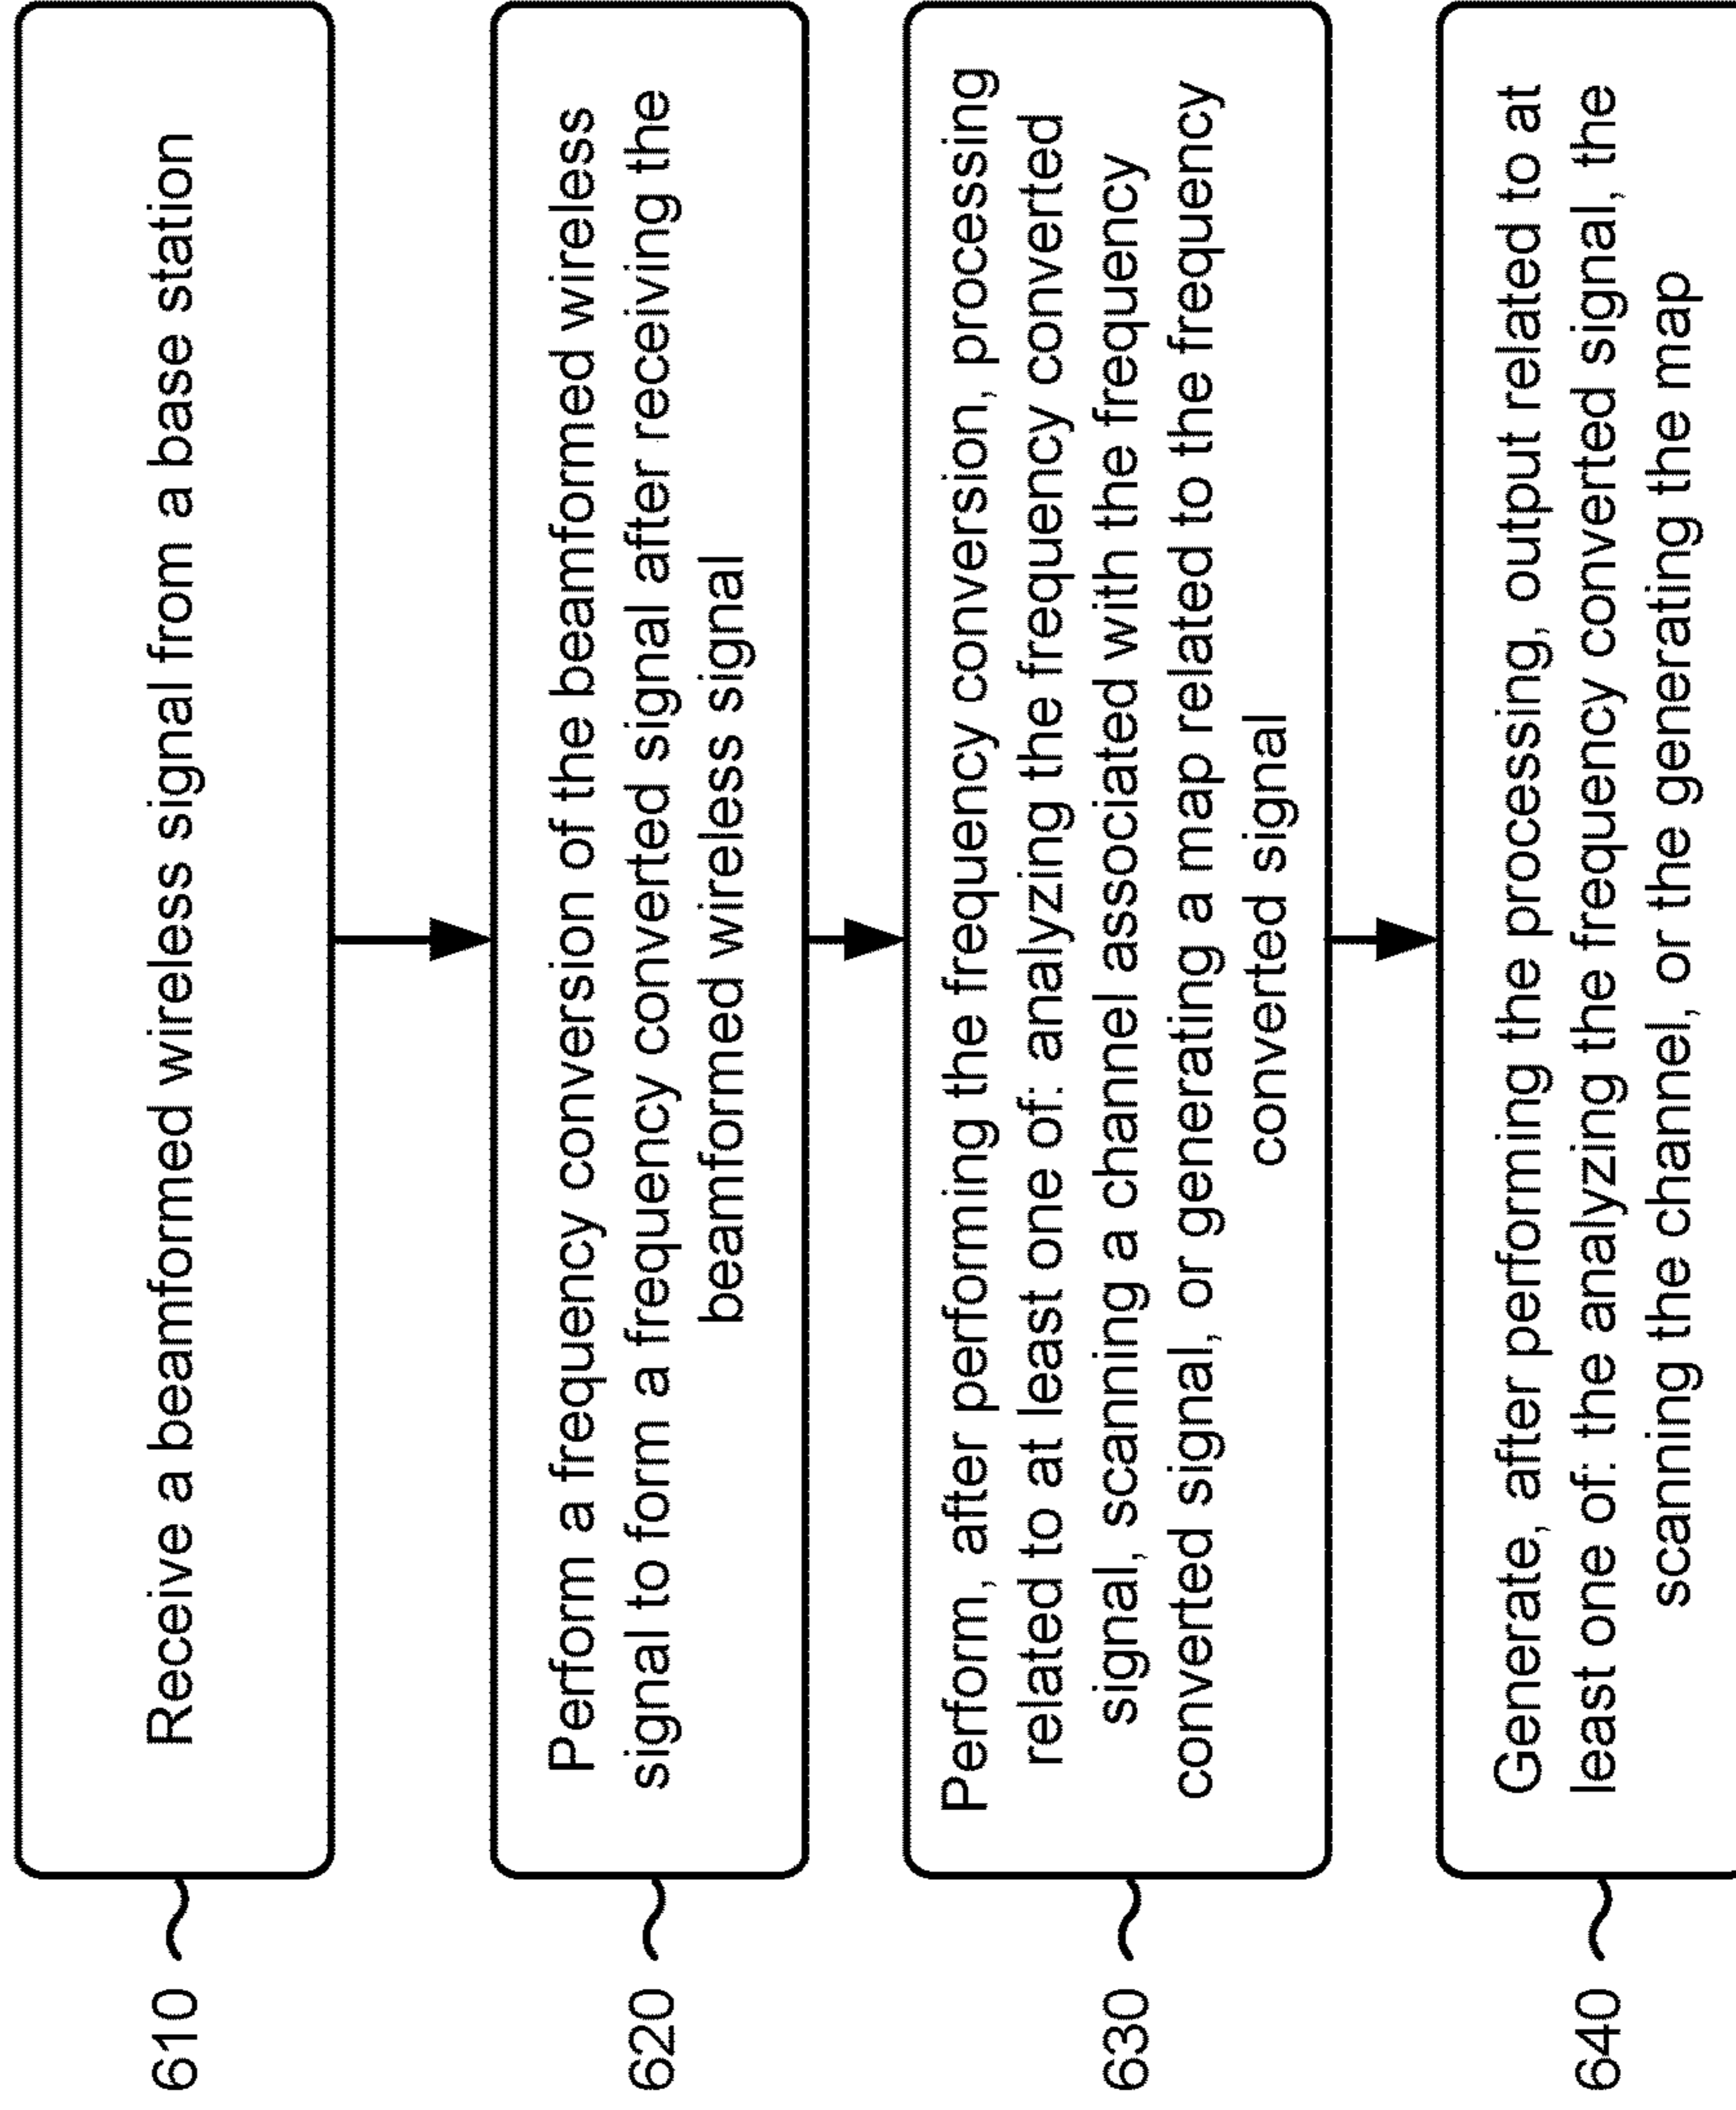 610
Receive a beamformed wireless signal from a base station
620
Perform a frequency conversion of the beamformed wireless
signal to form a frequency converted signal after receiving the
beamformed wireless signal
630
Perform, after performing the frequency conversion, processing
related to at least one of: analyzing the frequency converted
signal, scanning a channel associated with the frequency
converted signal, or generating a map related to the frequency
converted signal
640
Generate, after performing the processing, output related to at
least one of: the analyzing the frequency converted signal, the
scanning the channel, or the generating the map